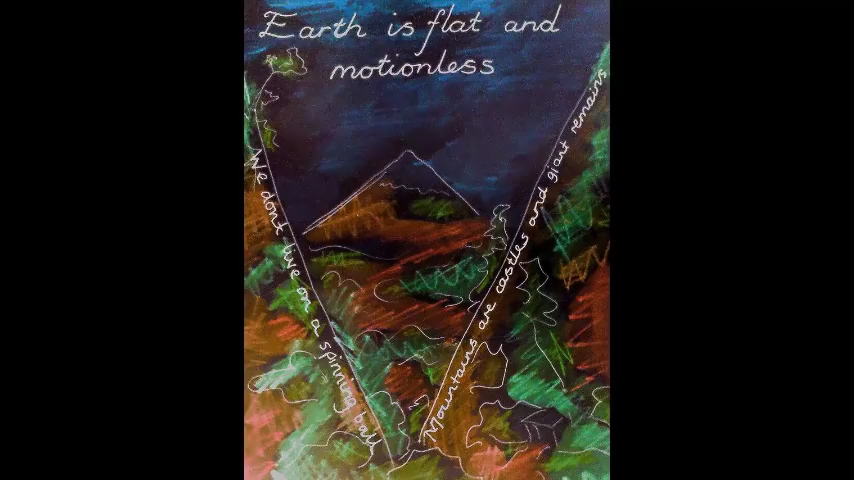 Earth is flat and
motionless
We dont live on a spinning ball
Mountains are castles and giant remains